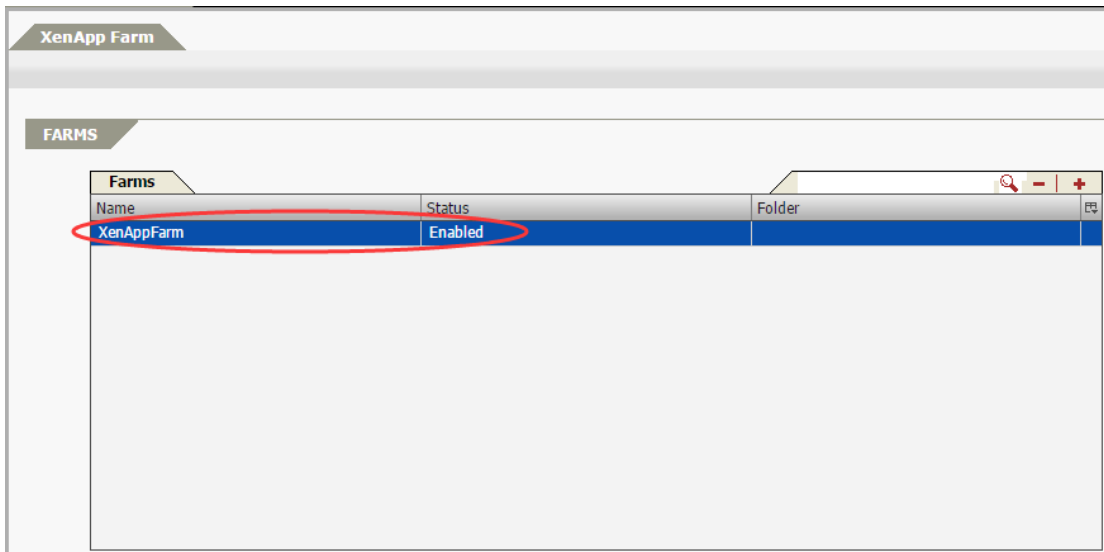 XenApp Farm
FARMS
Farms
Name Status Folder
XenAppFarm Enabled